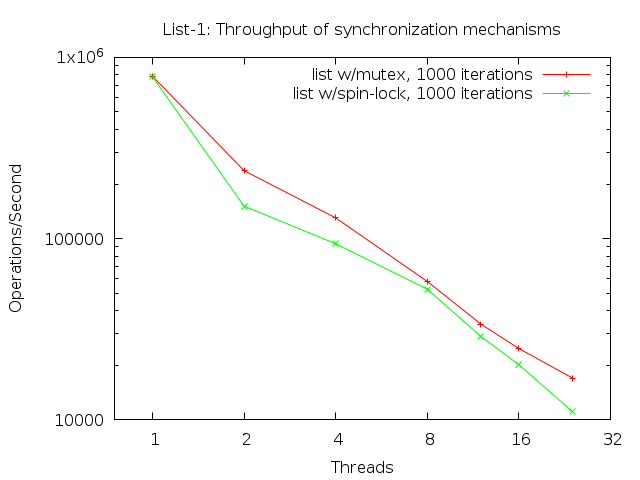 List-1: Throughput of synchronization mechanisms
list w/mutex, 1000 iterations
list w/spin-lock, 1000 iterations
Operations/Second
1x10⁶
100000
10000
1 2 4 8 16 32
Threads